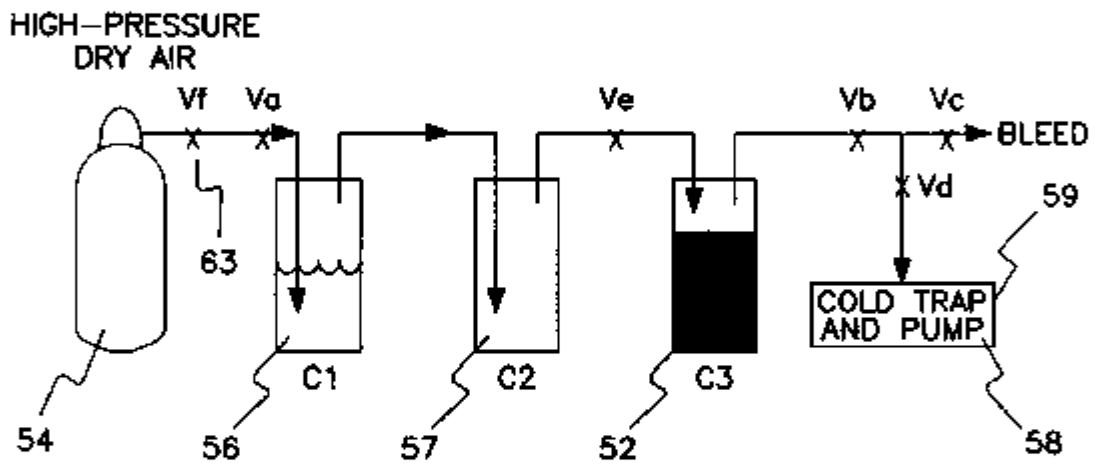 HIGH-PRESSURE
DRY AIR
Vf Va Ve Vb Vc
BLEED
Vd
59
63
COLD TRAP
AND PUMP
C1 C2 C3
54 56 57 52 58